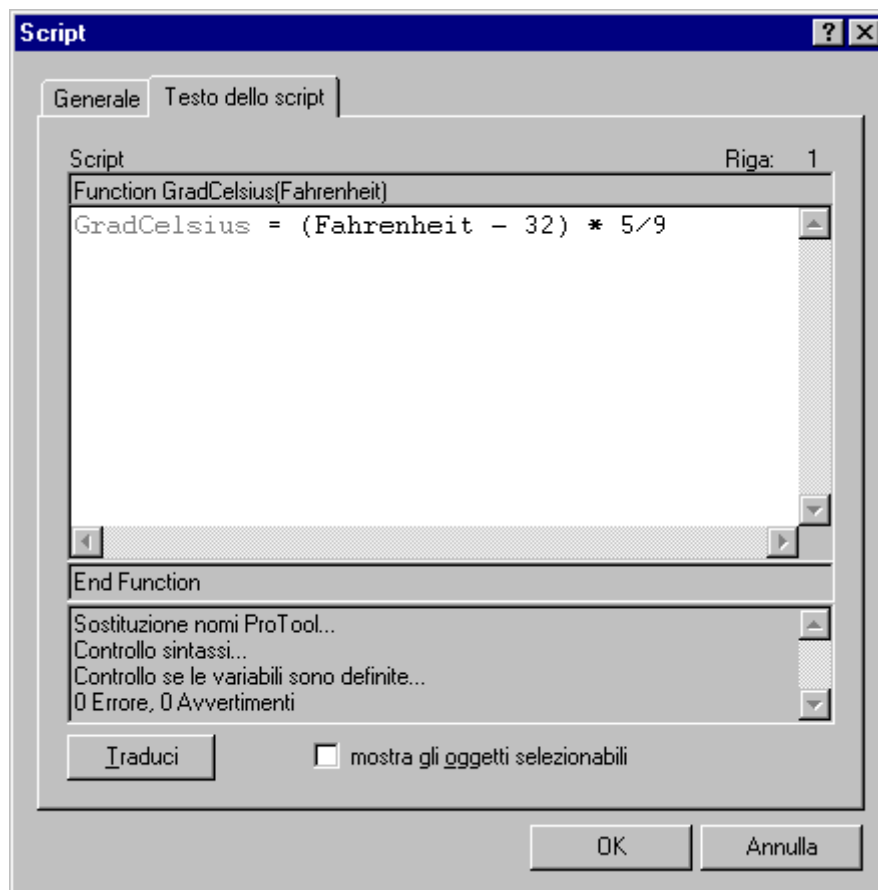 Script
Generale Testo dello script
Script Riga: 1
Function GradCelsius(Fahrenheit)
GradCelsius = (Fahrenheit - 32) * 5/9
End Function
Sostituzione nomi ProTool...
Controllo sintassi...
Controllo se le variabili sono definite...
0 Errore, 0 Avvertimenti
Traduci mostra gli oggetti selezionabili
OK Annulla